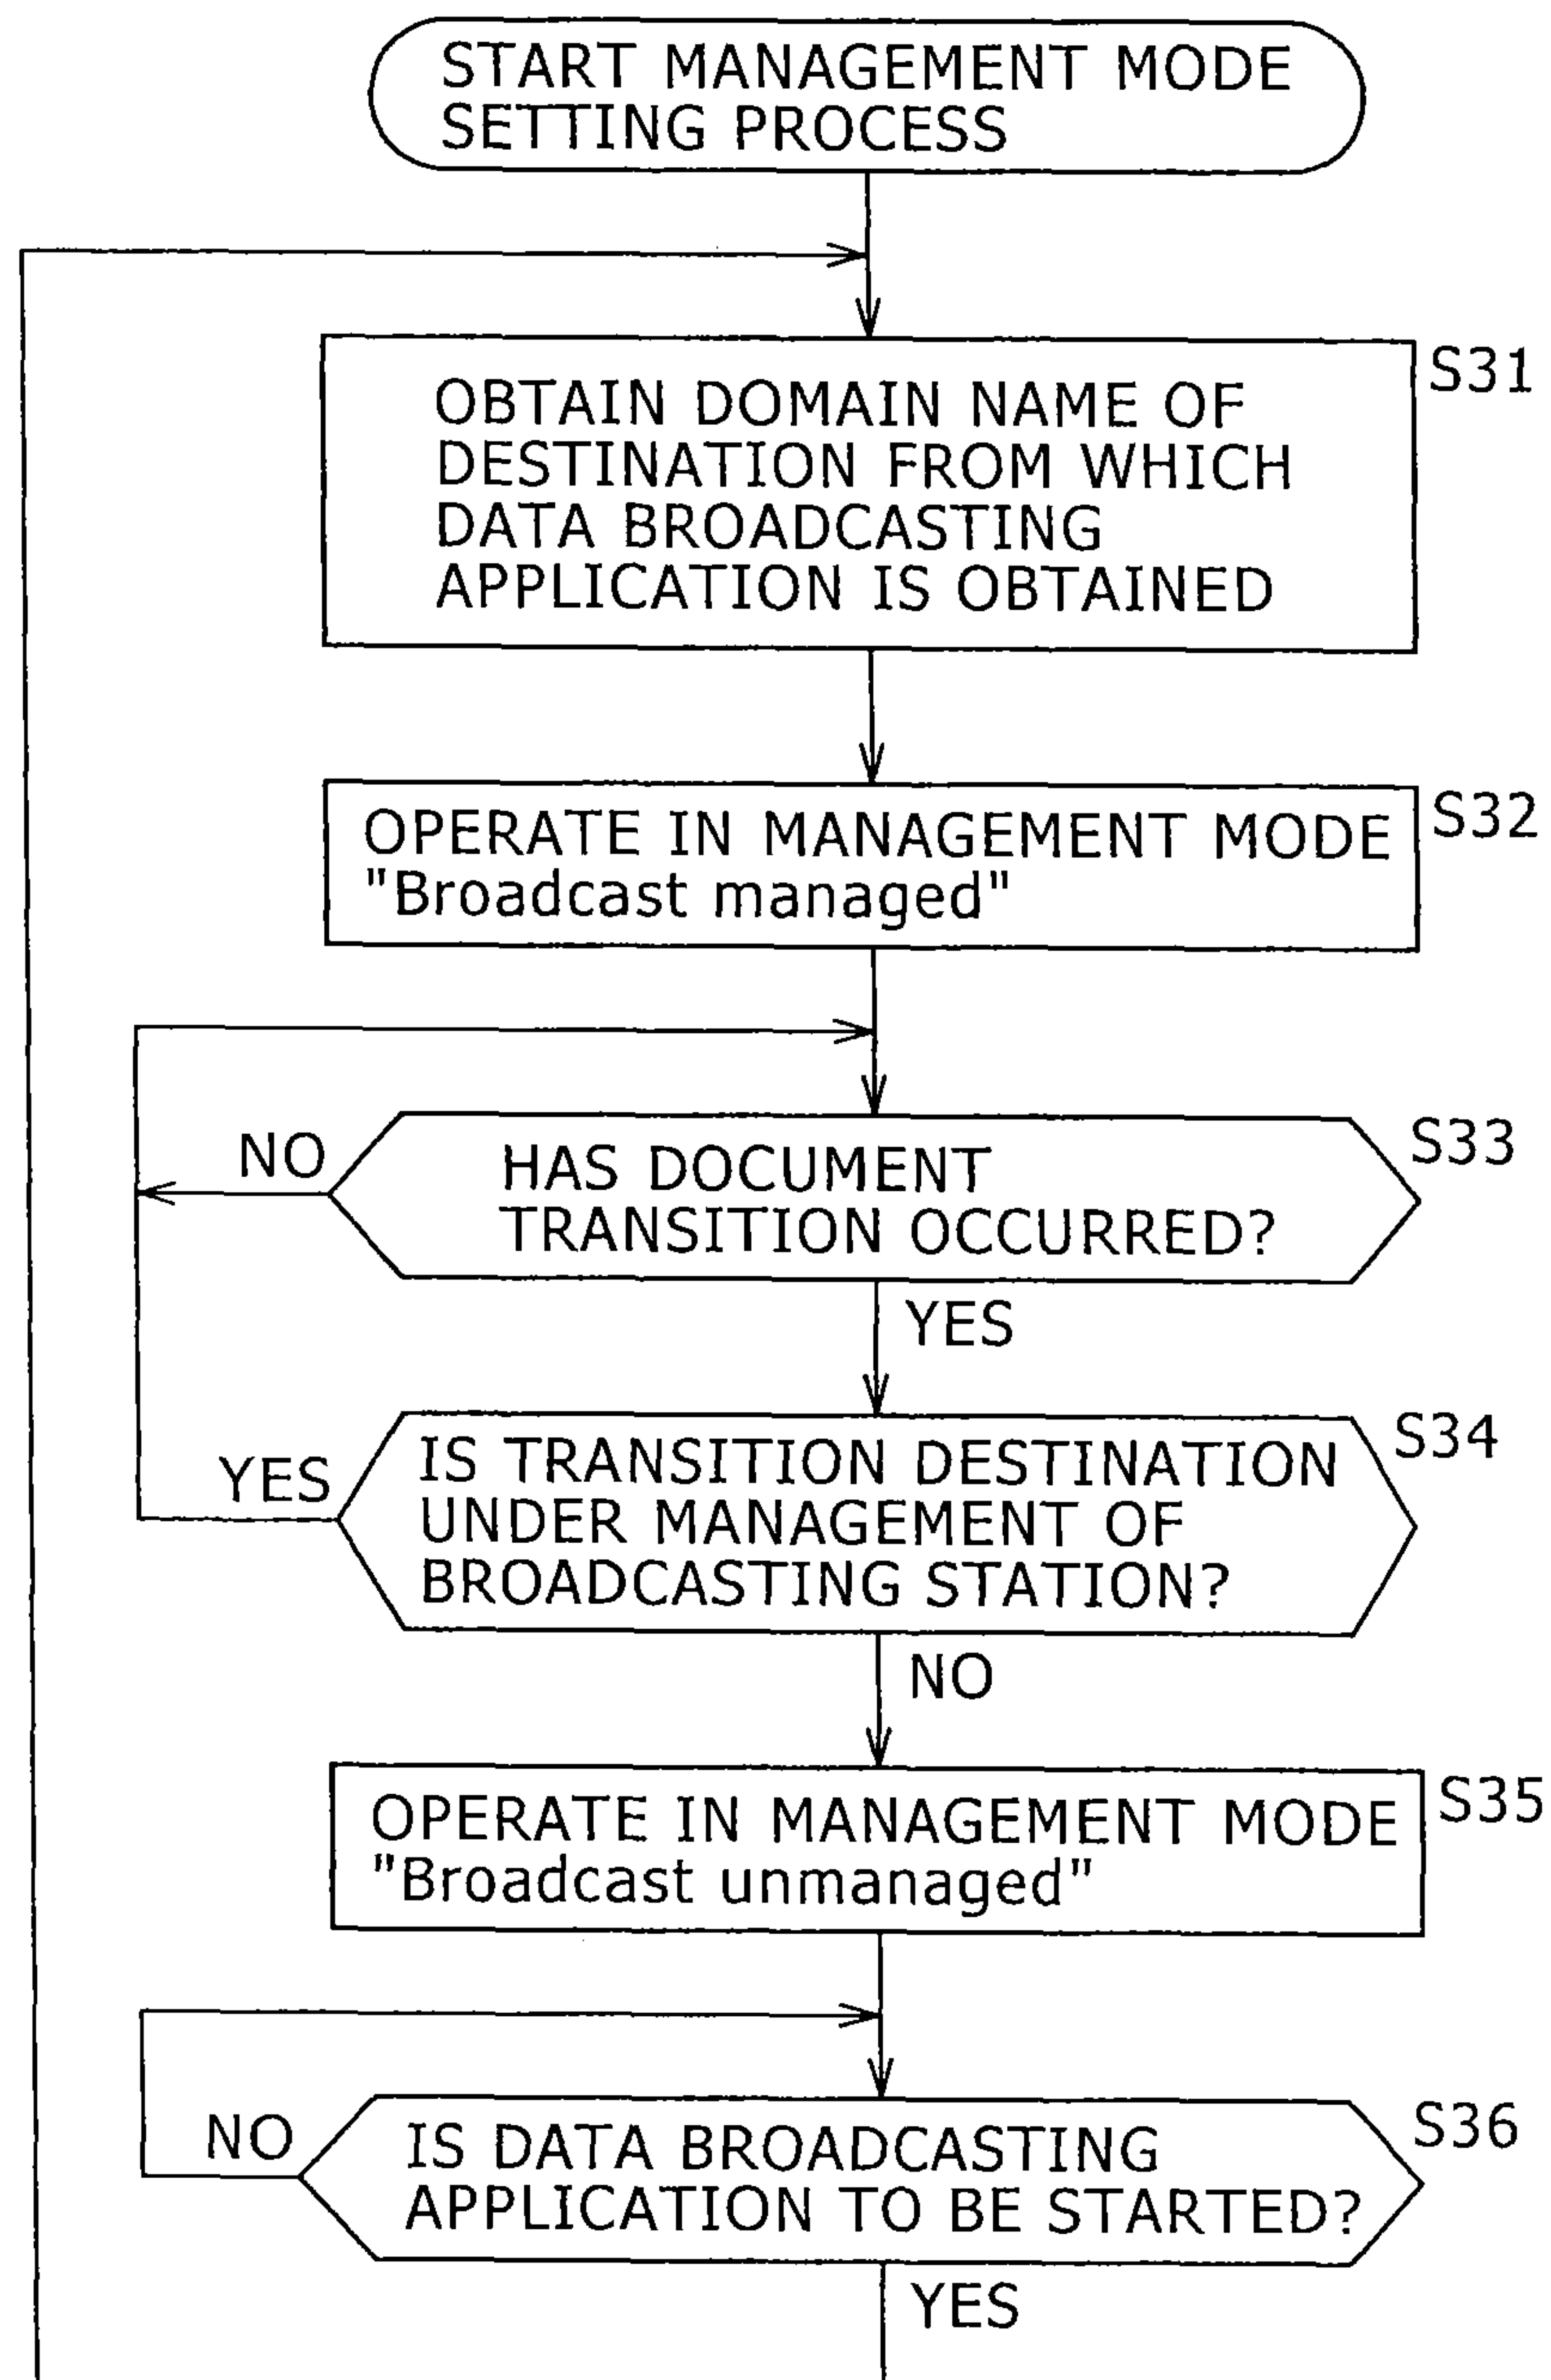 START MANAGEMENT MODE
SETTING PROCESS
S31
OBTAIN DOMAIN NAME OF
DESTINATION FROM WHICH
DATA BROADCASTING
APPLICATION IS OBTAINED
S32
OPERATE IN MANAGEMENT MODE
"Broadcast managed"
S33
NO
HAS DOCUMENT
TRANSITION OCCURRED?
YES
S34
YES
IS TRANSITION DESTINATION
UNDER MANAGEMENT OF
BROADCASTING STATION?
NO
S35
OPERATE IN MANAGEMENT MODE
"Broadcast unmanaged"
S36
NO
IS DATA BROADCASTING
APPLICATION TO BE STARTED?
YES